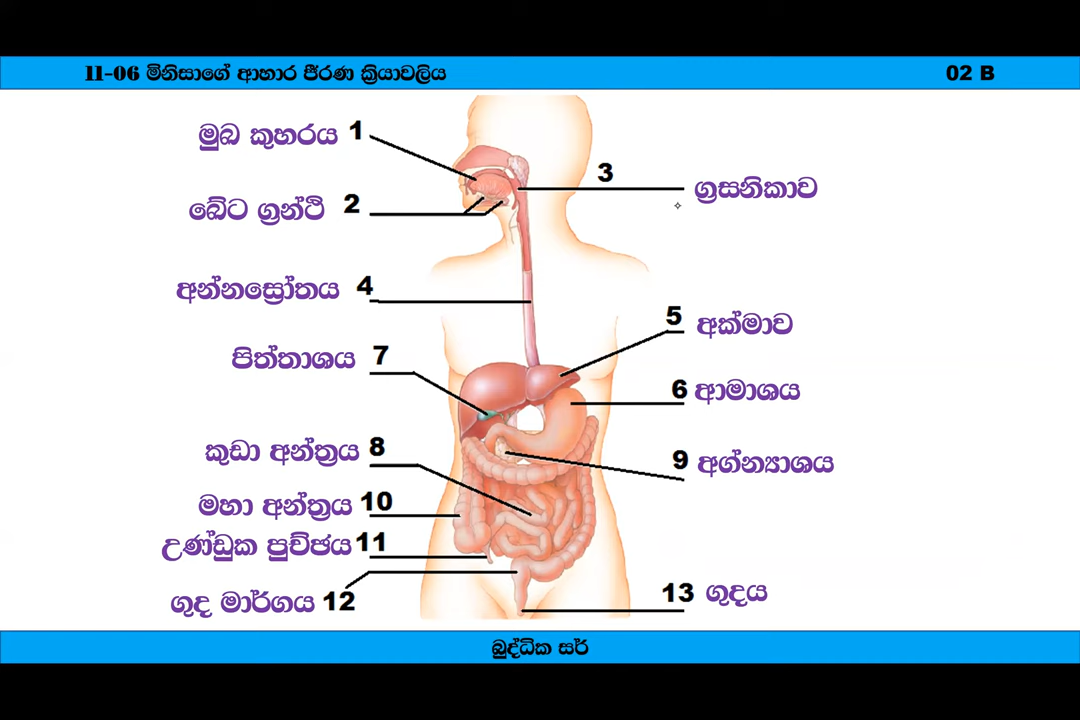 11-06 මිනිසාගේ ආහාර ජීරණ ක්‍රියාවලිය 02 B
මුඛ කුහරය 1
3 ග්‍රසනිකාව
ඛේට ග්‍රන්ථි 2
අන්නස්‍රෝතය 4
5 අක්මාව
පිත්තාශය 7
6 ආමාශය
කුඩා අන්ත්‍රය 8
9 අග්න්‍යාශය
මහා අන්ත්‍රය 10
උණ්ඩුක පුච්ඡය 11
ගුද මාර්ගය 12
13 ගුදය
බුද්ධික සර්